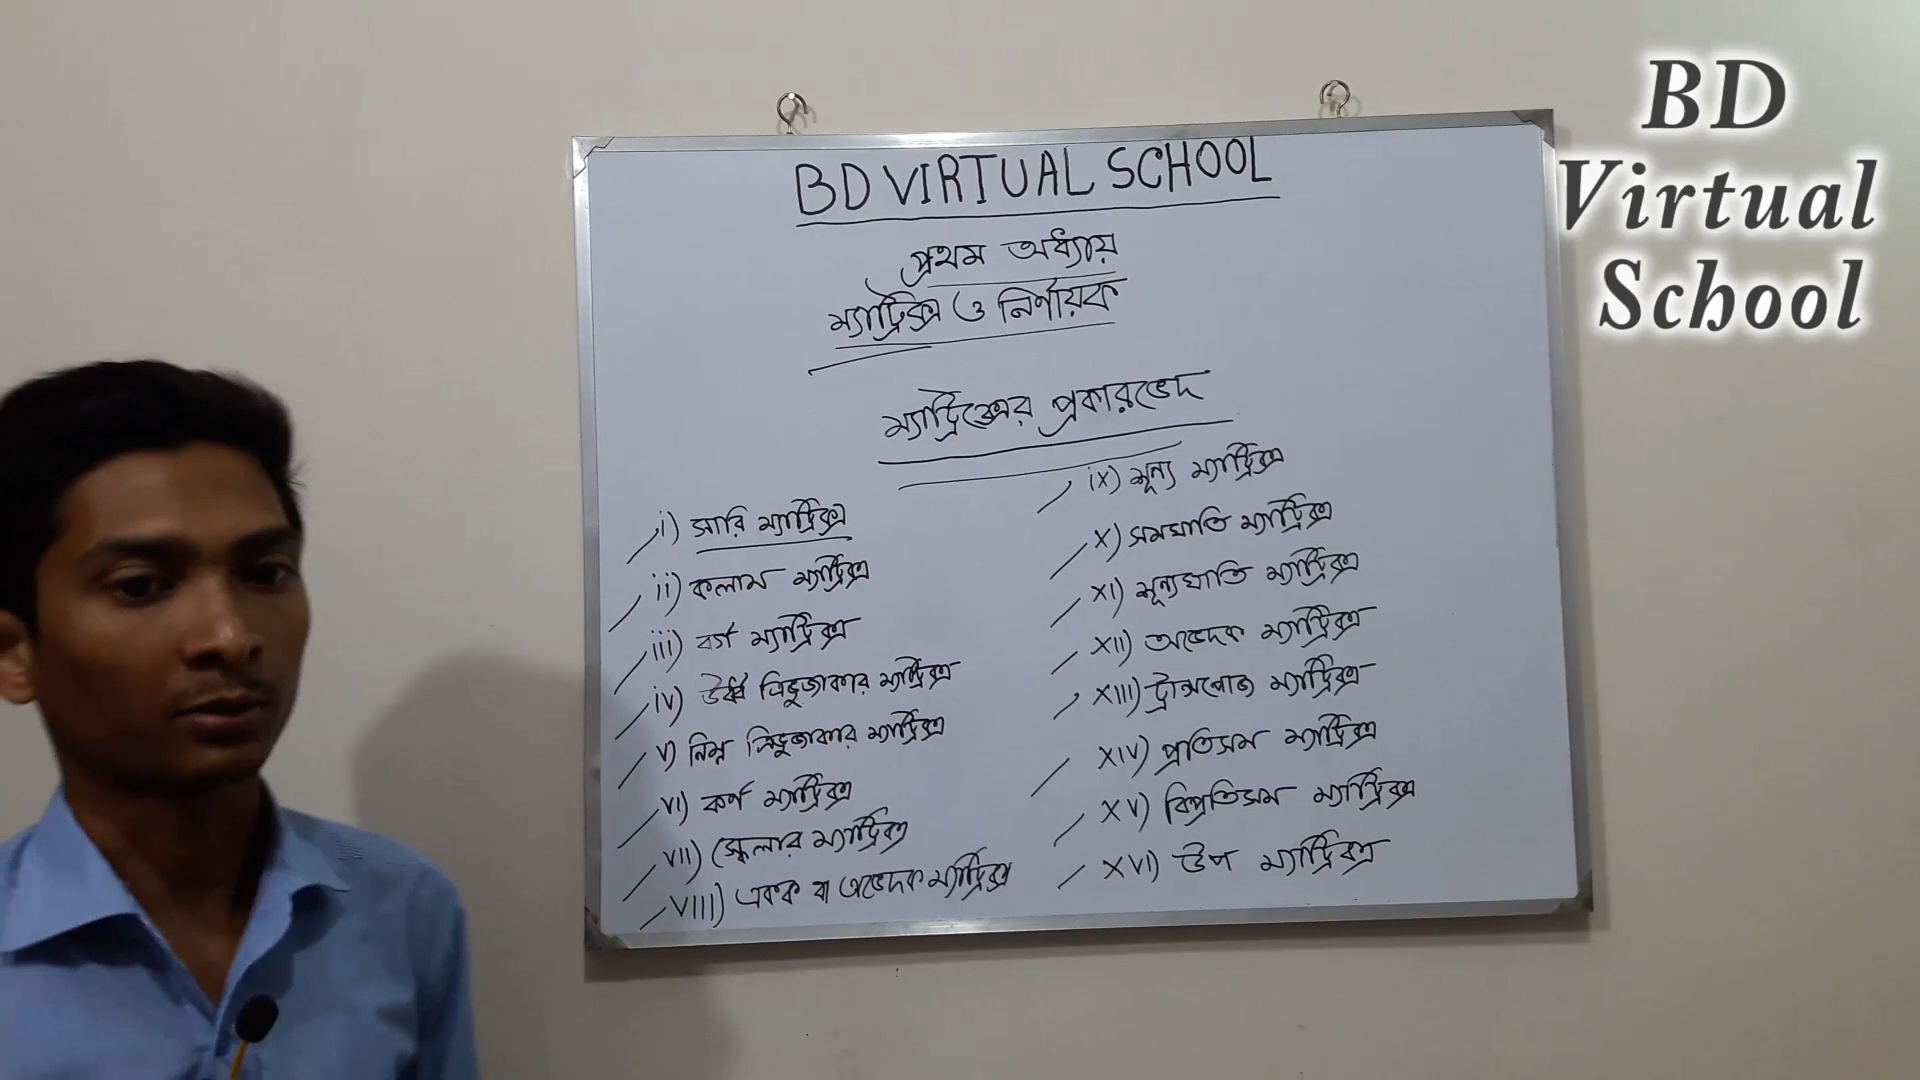 BD VIRTUAL SCHOOL
প্রথম অধ্যায়
ম্যাট্রিক্স ও নির্ণায়ক
ম্যাট্রিক্সের প্রকারভেদ
i) সারি ম্যাট্রিক্স
ii) কলাম ম্যাট্রিক্স
iii) বর্গ ম্যাট্রিক্স
iv) উর্ধ্ব ত্রিভুজাকার ম্যাট্রিক্স
v) নিম্ন ত্রিভুজাকার ম্যাট্রিক্স
vi) কর্ণ ম্যাট্রিক্স
vii) স্কেলার ম্যাট্রিক্স
viii) একক বা অভেদক ম্যাট্রিক্স
ix) শূন্য ম্যাট্রিক্স
x) সমঘাতি ম্যাট্রিক্স
xi) শূন্যঘাতি ম্যাট্রিক্স
xii) অভেদক ম্যাট্রিক্স
xiii) ট্রান্সপোজ ম্যাট্রিক্স
xiv) প্রতিসম ম্যাট্রিক্স
xv) বিপ্রতিসম ম্যাট্রিক্স
xvi) উপ ম্যাট্রিক্স
BD
Virtual
School